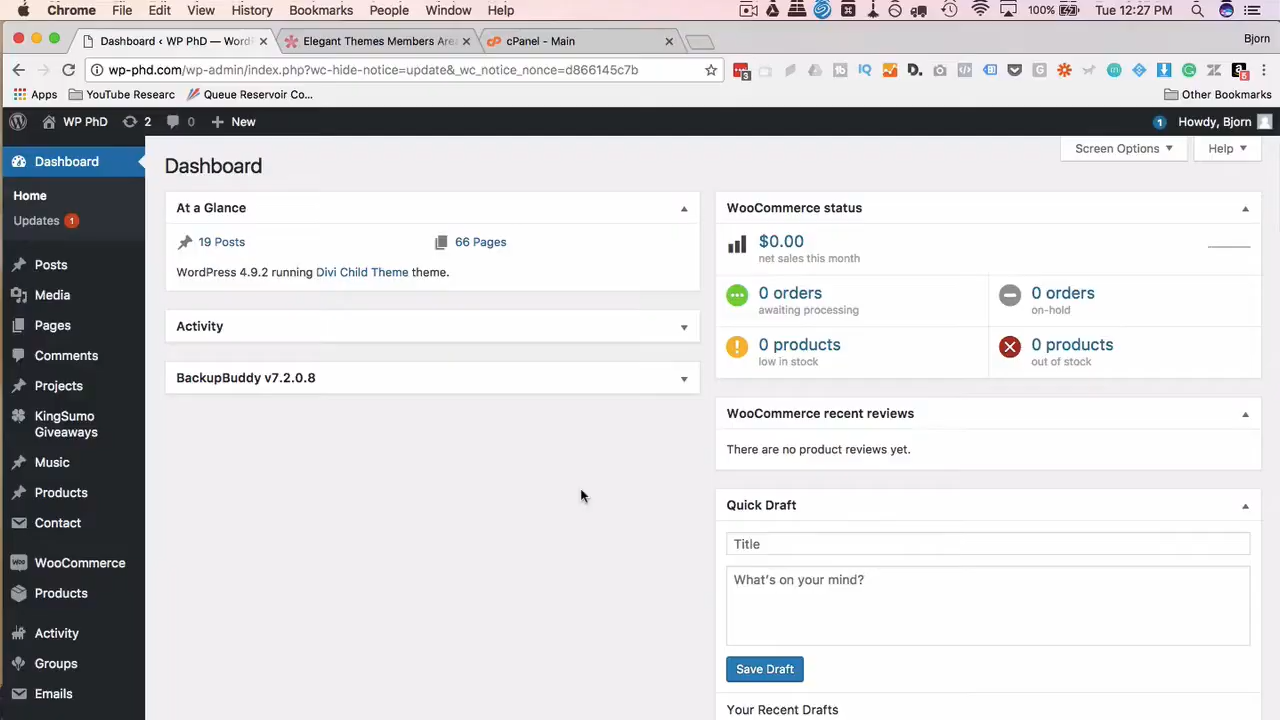 Chrome File Edit View History Bookmarks People Window Help 100% Tue 12:27 PM
Dashboard ‹ WP PhD — WordP Elegant Themes Members Area cPanel - Main Bjorn
wp-phd.com/wp-admin/index.php?wc-hide-notice=update&_wc_notice_nonce=d866145c7b
Apps YouTube Researc Queue Reservoir Co... Other Bookmarks
WP PhD 2 0 New 1 Howdy, Bjorn
Screen Options Help
Dashboard
Home
Updates 1
Posts
Media
Pages
Comments
Projects
KingSumo
Giveaways
Music
Products
Contact
WooCommerce
Products
Activity
Groups
Emails
Dashboard
At a Glance
19 Posts 66 Pages
WordPress 4.9.2 running Divi Child Theme theme.
Activity
BackupBuddy v7.2.0.8
WooCommerce status
$0.00
net sales this month
0 orders
awaiting processing
0 orders
on-hold
0 products
low in stock
0 products
out of stock
WooCommerce recent reviews
There are no product reviews yet.
Quick Draft
Title
What's on your mind?
Save Draft
Your Recent Drafts